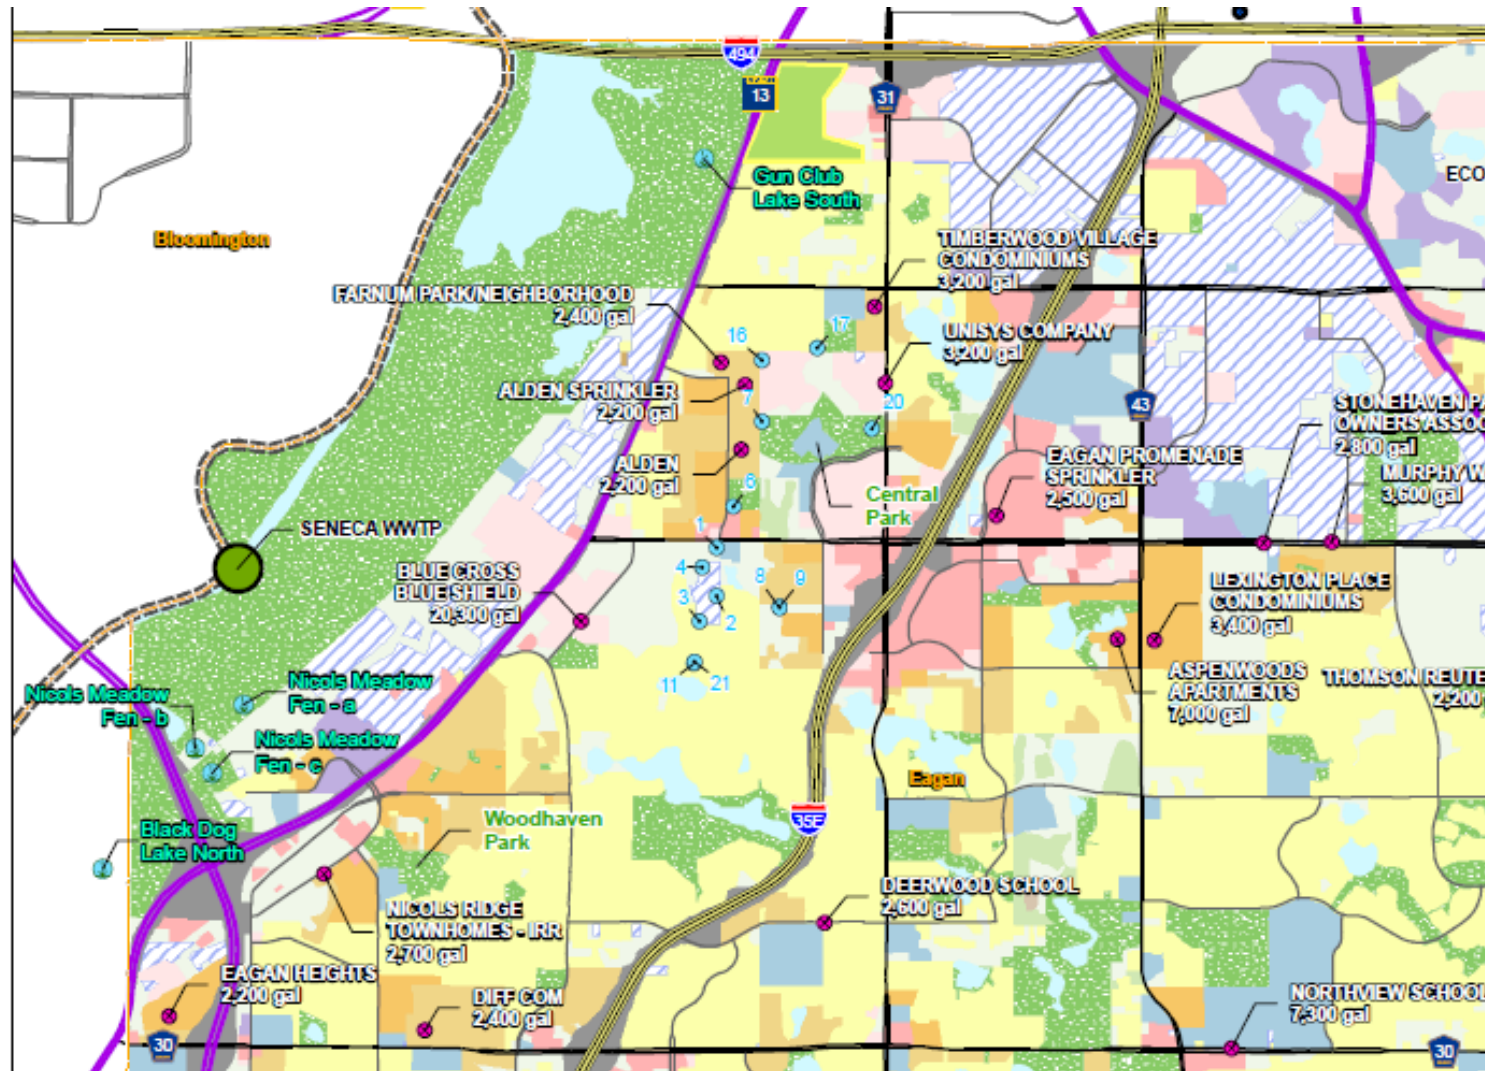 494
13
31
ECO
Gun Club
Lake South
Bloomington
TIMBERWOOD VILLAGE
CONDOMINIUMS
3,200 gal
FARNUM PARK/NEIGHBORHOOD
2,400 gal
16
17
UNISYS COMPANY
3,200 gal
ALDEN SPRINKLER
2,200 gal
7
20
43
STONEHAVEN PA
OWNERS ASSOC
2,800 gal
ALDEN
2,200 gal
EAGAN PROMENADE
SPRINKLER
2,500 gal
MURPHY W
3,600 gal
6
Central
Park
SENECA WWTP
1
4
BLUE CROSS
BLUE SHIELD
20,300 gal
8
9
3
2
LEXINGTON PLACE
CONDOMINIUMS
3,400 gal
11
21
ASPENWOODS
APARTMENTS
7,000 gal
THOMSON REUTE
2,200
Nicols Meadow
Fen - a
Nicols Meadow
Fen - b
Nicols Meadow
Fen - c
Eagan
35E
Woodhaven
Park
Black Dog
Lake North
DEERWOOD SCHOOL
2,600 gal
NICOLS RIDGE
TOWNHOMES - IRR
2,700 gal
EAGAN HEIGHTS
2,200 gal
DIFF COM
2,400 gal
NORTHVIEW SCHOOL
7,300 gal
30
30